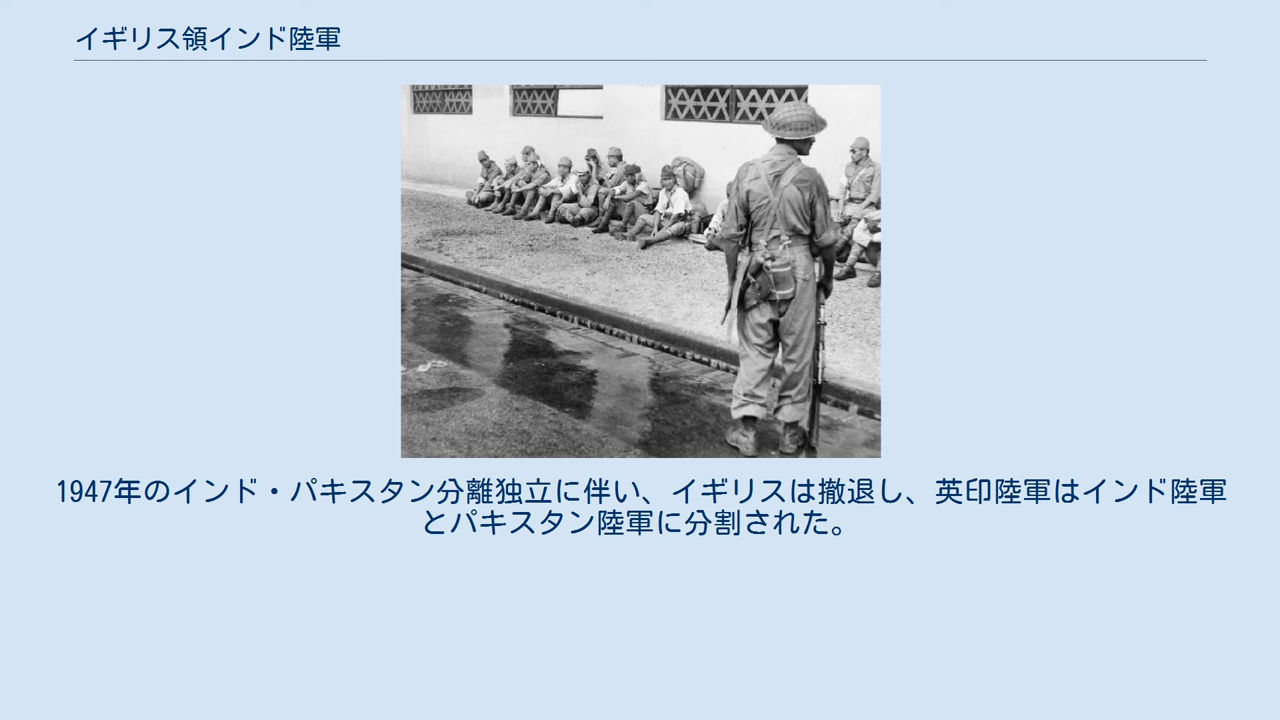 イギリス領インド陸軍
1947年のインド・パキスタン分離独立に伴い、イギリスは撤退し、英印陸軍はインド陸軍
とパキスタン陸軍に分割された。